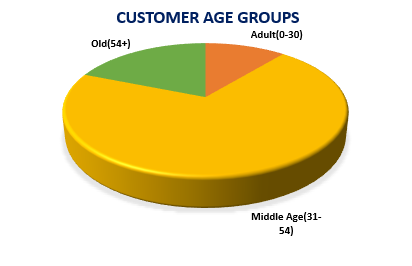 CUSTOMER AGE GROUPS
Old(54+)
Adult(0-30)
Middle Age(31-
54)